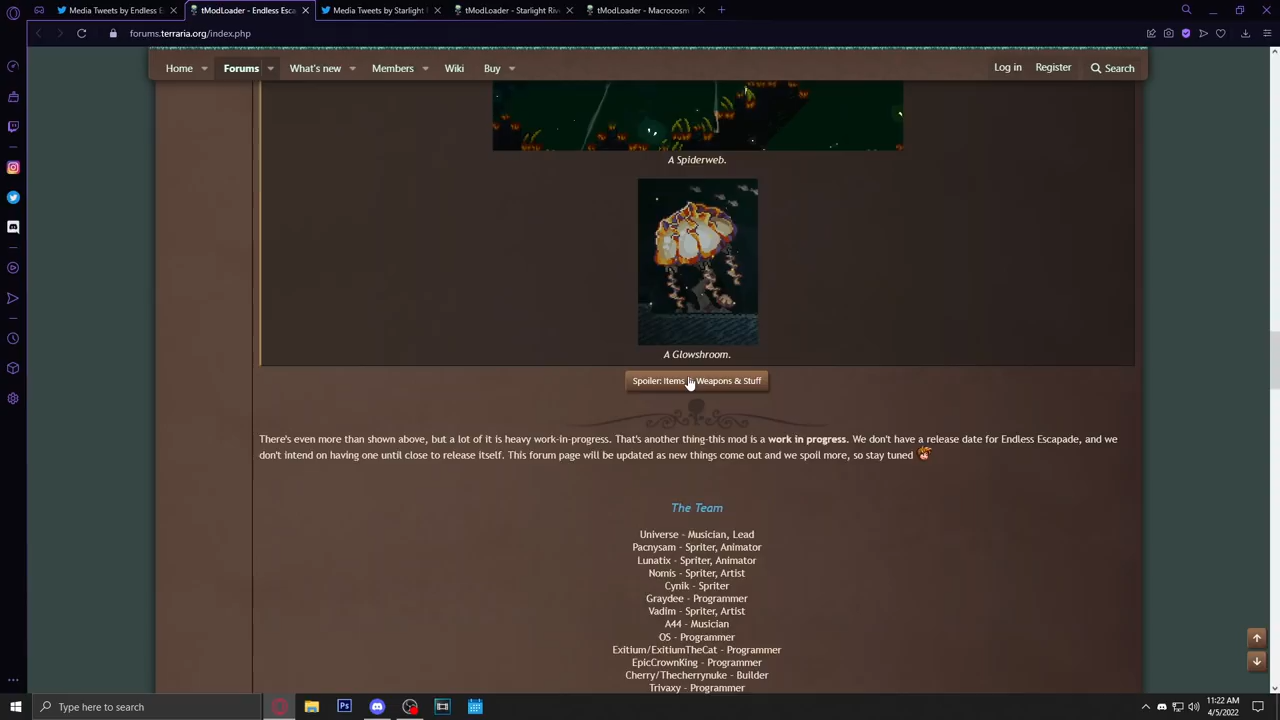 Media Tweets by Endless E
tModLoader - Endless Esca
Media Tweets by Starlight
tModLoader - Starlight Rive
tModLoader - Macrocosm
forums.terraria.org/index.php
Home
Forums
What's new
Members
Wiki
Buy
Log in
Register
Search
A Spiderweb.
A Glowshroom.
Spoiler: Items Weapons & Stuff
There's even more than shown above, but a lot of it is heavy work-in-progress. That's another thing-this mod is a work in progress. We don't have a release date for Endless Escapade, and we
don't intend on having one until close to release itself. This forum page will be updated as new things come out and we spoil more, so stay tuned
The Team
Universe - Musician, Lead
Pacnysam - Spriter, Animator
Lunatix - Spriter, Animator
Nomis - Spriter, Artist
Cynik - Spriter
Graydee - Programmer
Vadim - Spriter, Artist
A44 - Musician
OS - Programmer
Exitium/ExitiumTheCat - Programmer
EpicCrownKing - Programmer
Cherry/Thecherrynuke - Builder
Trivaxy - Programmer
Type here to search
Ps
11:22 AM
4/5/2022